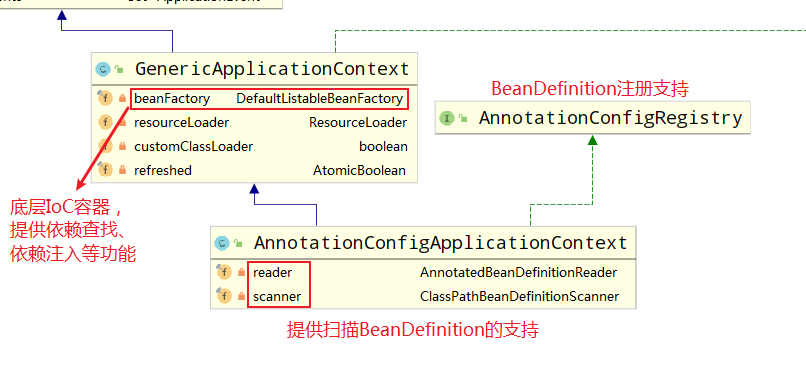 GenericApplicationContext
beanFactory DefaultListableBeanFactory
resourceLoader ResourceLoader
customClassLoader boolean
refreshed AtomicBoolean
BeanDefinition注册支持
AnnotationConfigRegistry
底层IoC容器，
提供依赖查找、
依赖注入等功能
AnnotationConfigApplicationContext
reader AnnotatedBeanDefinitionReader
scanner ClassPathBeanDefinitionScanner
提供扫描BeanDefinition的支持